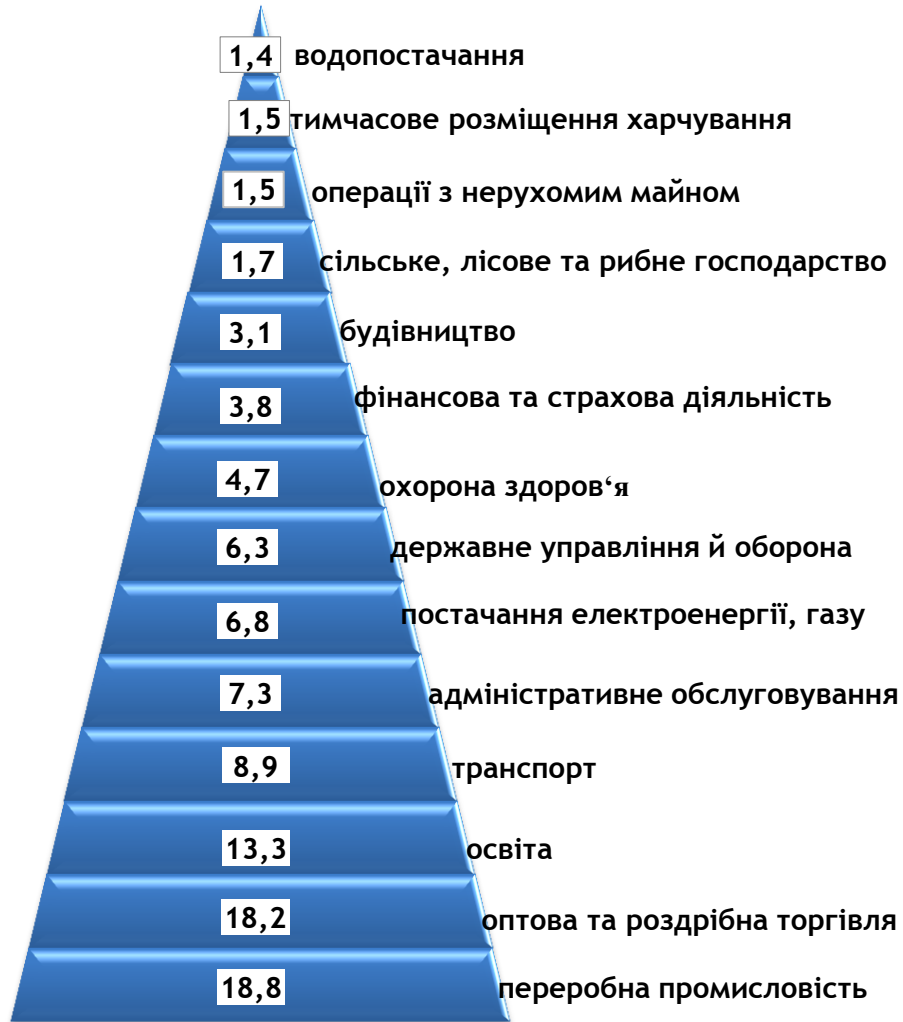 1,4 водопостачання
1,5 тимчасове розміщення харчування
1,5 операції з нерухомим майном
1,7 сільське, лісове та рибне господарство
3,1 будівництво
3,8 фінансова та страхова діяльність
4,7 охорона здоров‘я
6,3 державне управління й оборона
6,8 постачання електроенергії, газу
7,3 адміністративне обслуговування
8,9 транспорт
13,3 освіта
18,2 оптова та роздрібна торгівля
18,8 переробна промисловість